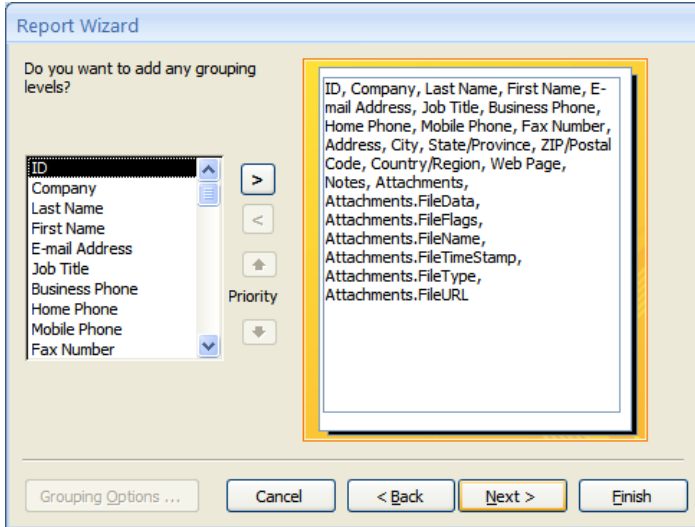 Report Wizard
Do you want to add any grouping
levels?
ID
Company
Last Name
First Name
E-mail Address
Job Title
Business Phone
Home Phone
Mobile Phone
Fax Number
>
<
Priority
ID, Company, Last Name, First Name, E-
mail Address, Job Title, Business Phone,
Home Phone, Mobile Phone, Fax Number,
Address, City, State/Province, ZIP/Postal
Code, Country/Region, Web Page,
Notes, Attachments,
Attachments.FileData,
Attachments.FileFlags,
Attachments.FileName,
Attachments.FileTimeStamp,
Attachments.FileType,
Attachments.FileURL
Grouping Options ...
Cancel
< Back
Next >
Finish